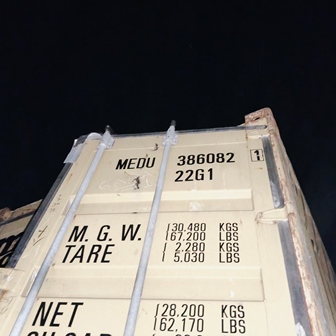 MEDU 386082 1
22G1
M.G.W. 30.480 KGS
67.200 LBS
TARE 2.280 KGS
5.030 LBS
NET 28.200 KGS
62,170 LBS